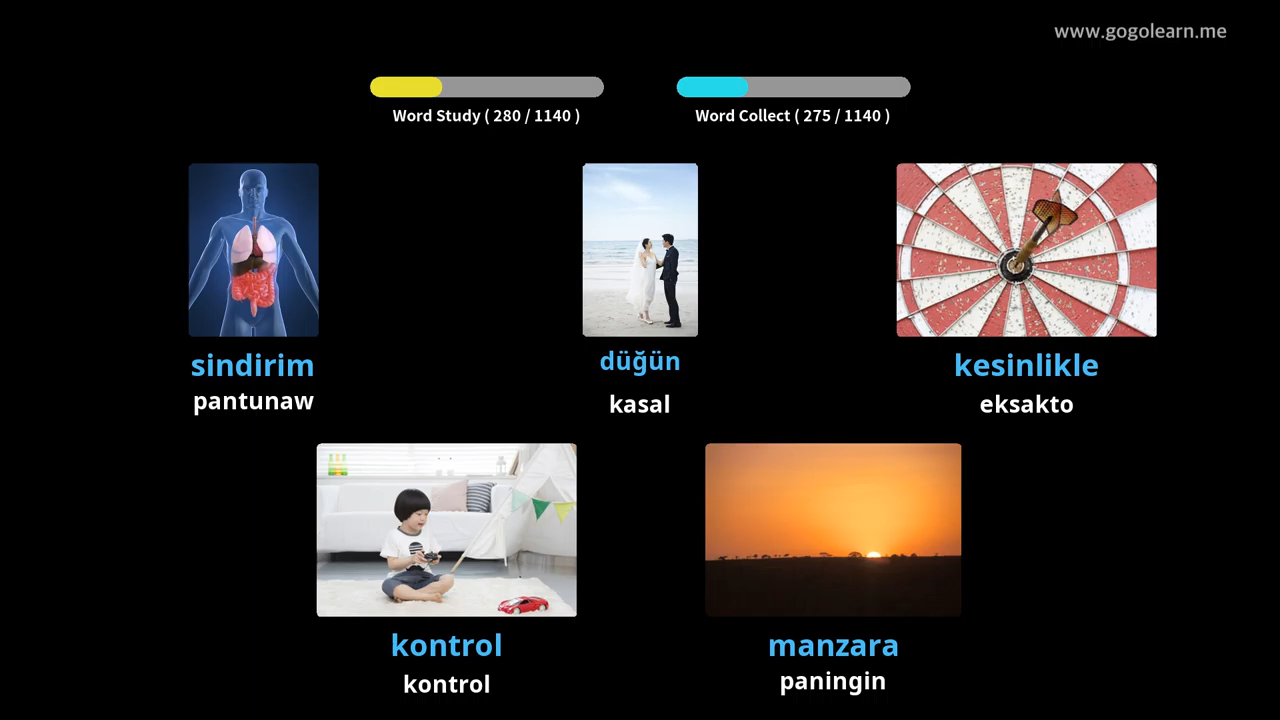 www.gogolearn.me
Word Study ( 280 / 1140 )
Word Collect ( 275 / 1140 )
sindirim
pantunaw
düğün
kasal
kesinlikle
eksakto
kontrol
kontrol
manzara
paningin